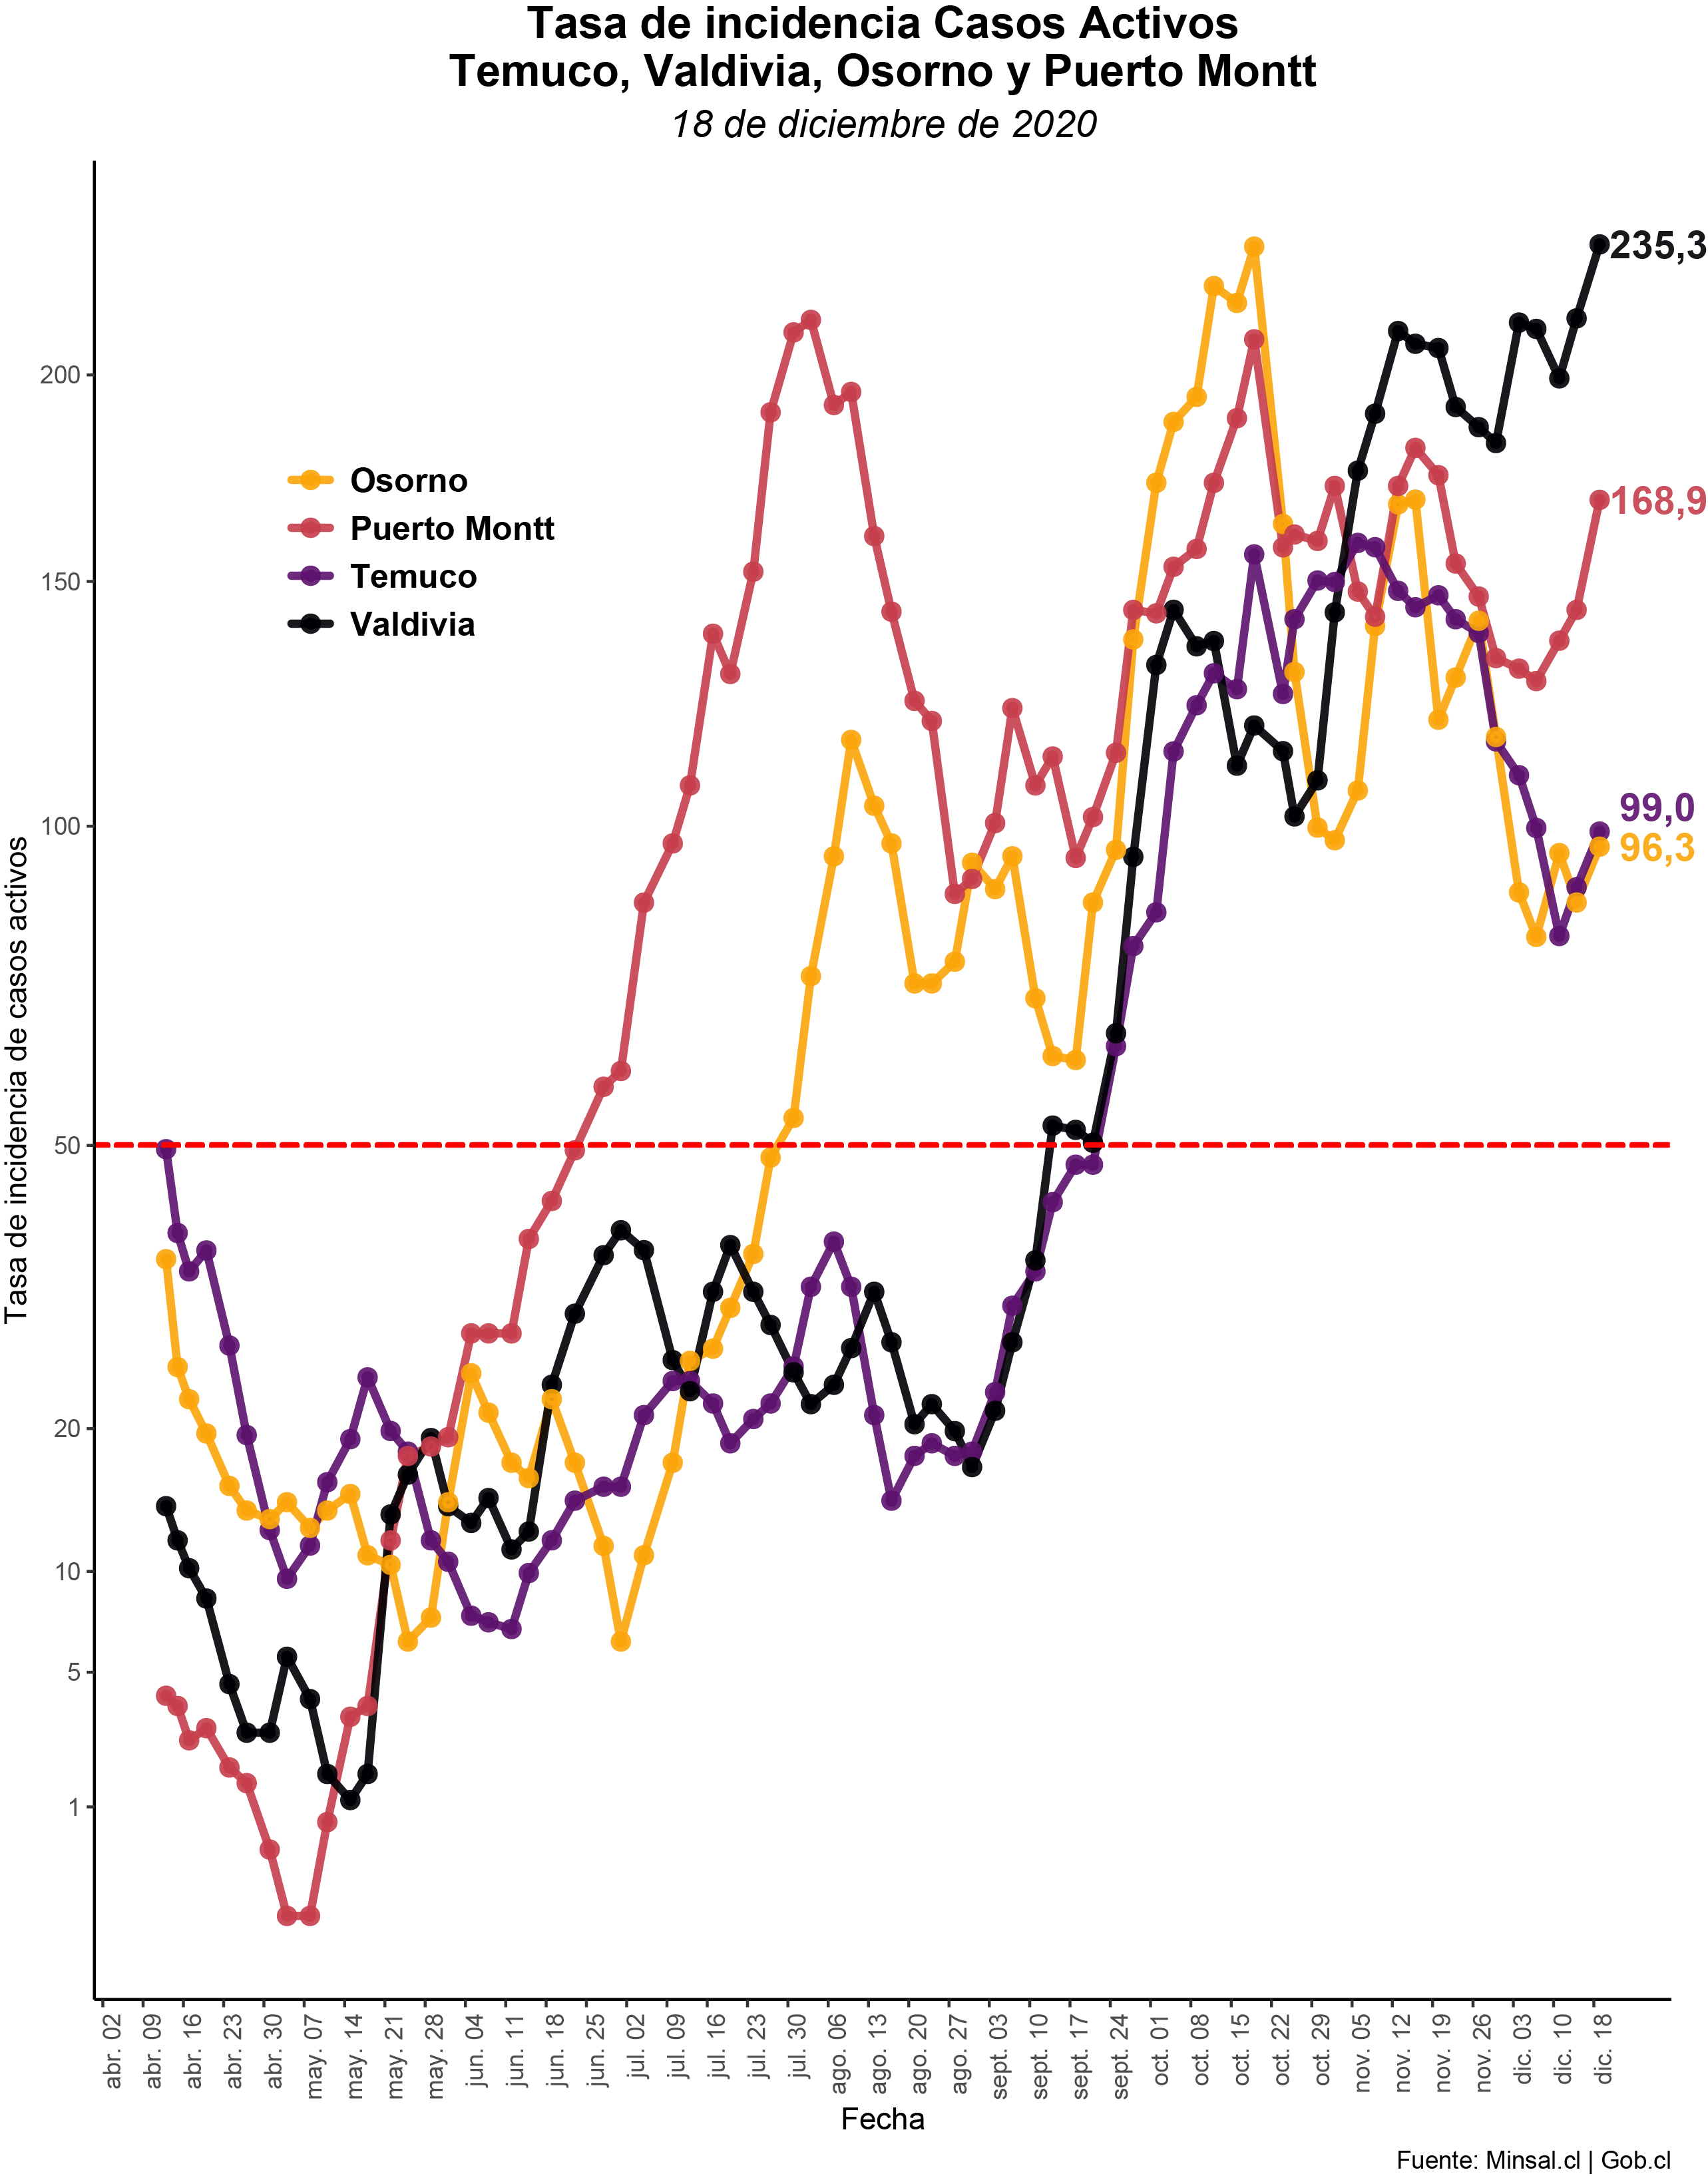 Tasa de incidencia Casos Activos
Temuco, Valdivia, Osorno y Puerto Montt
18 de diciembre de 2020
Tasa de incidencia de casos activos
200
150
100
50
20
10
5
1
Osorno
Puerto Montt
Temuco
Valdivia
235,3
168,9
99,0
96,3
abr. 02
abr. 09
abr. 16
abr. 23
abr. 30
may. 07
may. 14
may. 21
may. 28
jun. 04
jun. 11
jun. 18
jun. 25
jul. 02
jul. 09
jul. 16
jul. 23
jul. 30
ago. 06
ago. 13
ago. 20
ago. 27
sept. 03
sept. 10
sept. 17
sept. 24
oct. 01
oct. 08
oct. 15
oct. 22
oct. 29
nov. 05
nov. 12
nov. 19
nov. 26
dic. 03
dic. 10
dic. 18
Fecha
Fuente: Minsal.cl | Gob.cl